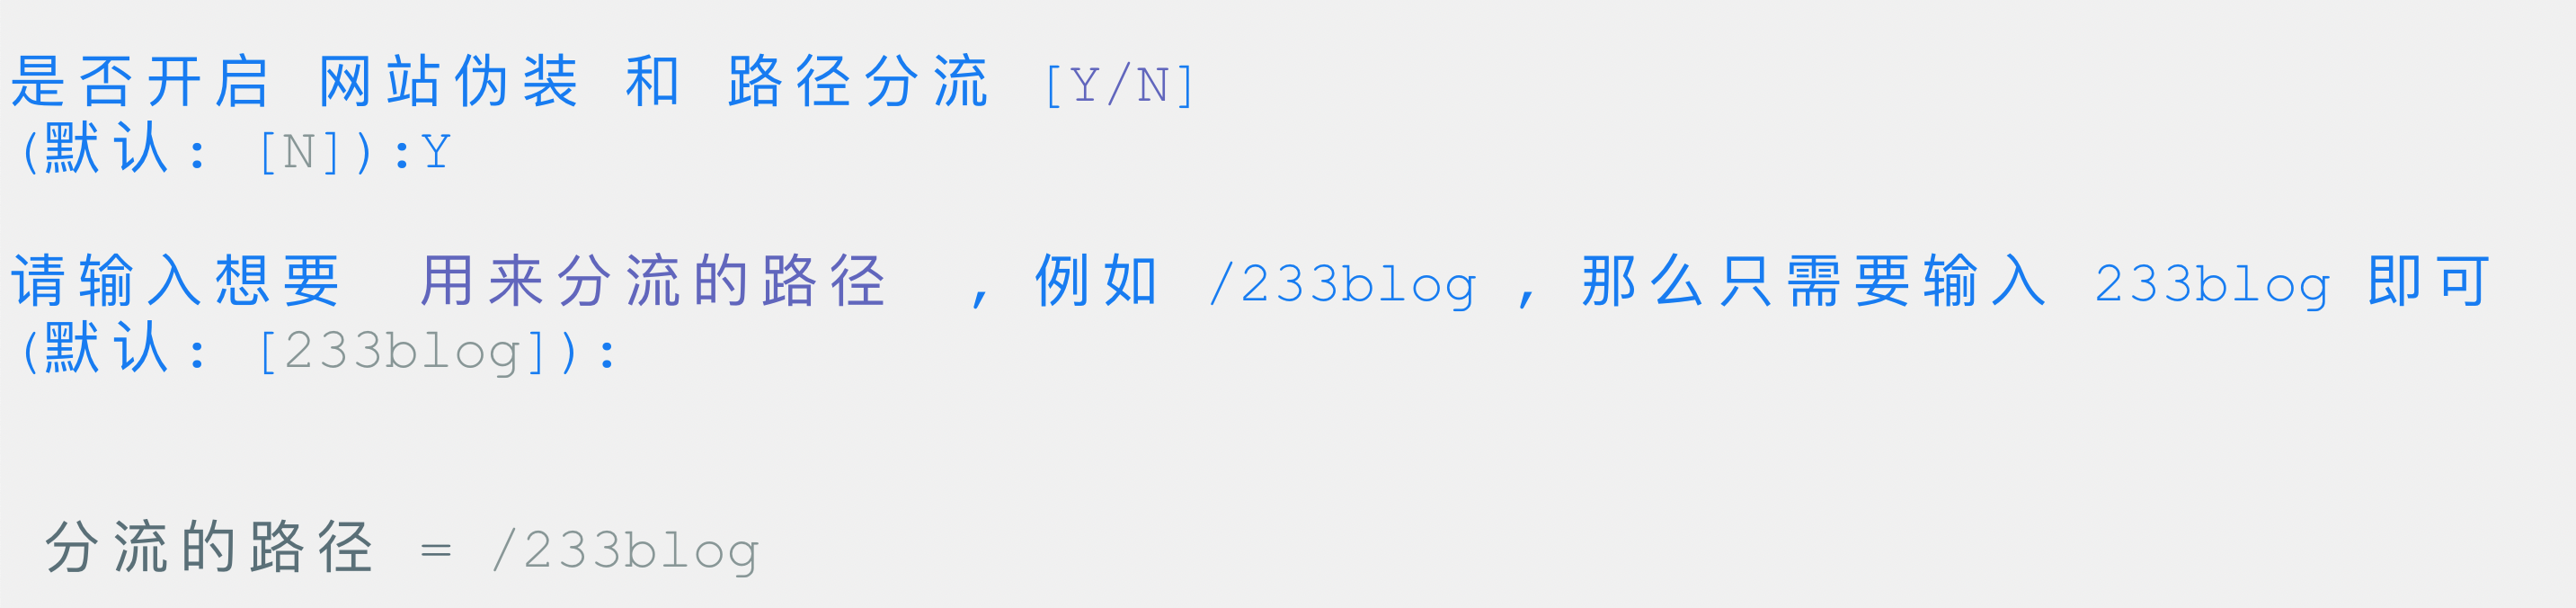 是否开启 网站伪装 和 路径分流 [Y/N]
(默认: [N]):Y
请输入想要 用来分流的路径 , 例如 /233blog , 那么只需要输入 233blog 即可
(默认: [233blog]):
分流的路径 = /233blog